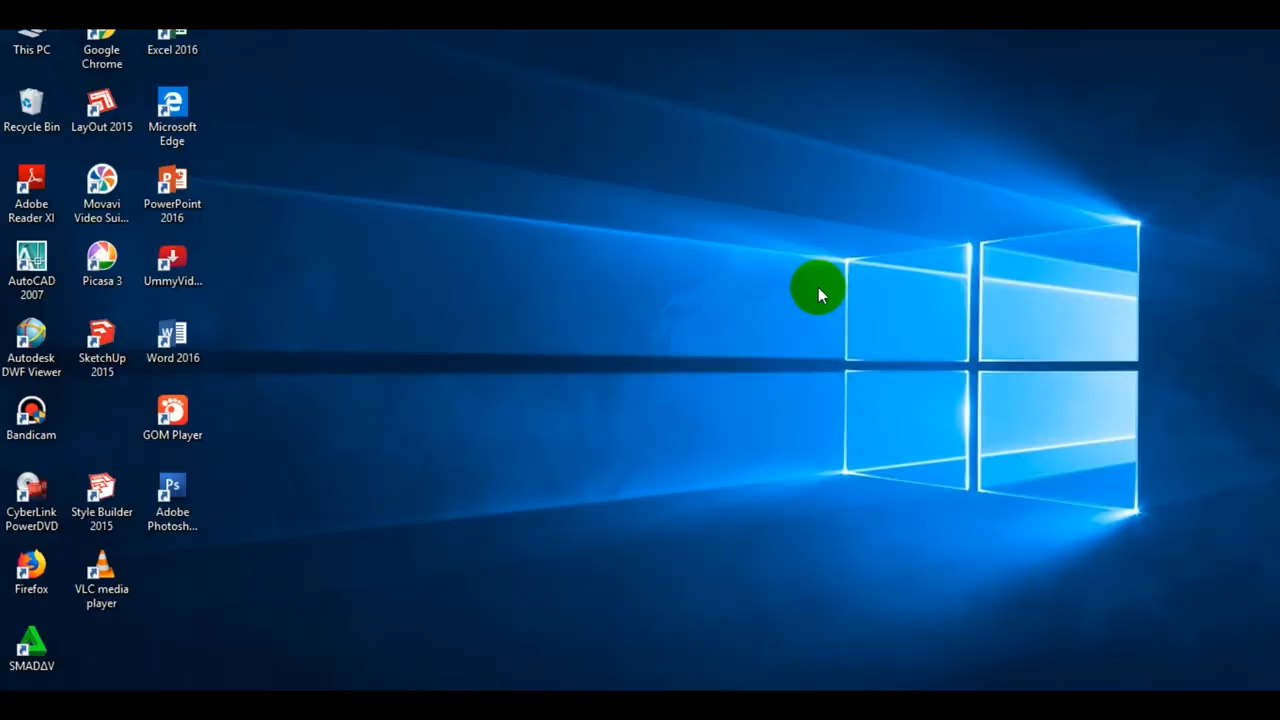 This PC
Google
Chrome
Excel 2016
Recycle Bin
LayOut 2015
Microsoft
Edge
Adobe
Reader XI
Movavi
Video Sui...
PowerPoint
2016
AutoCAD
2007
Picasa 3
UmmyVid...
Autodesk
DWF Viewer
SketchUp
2015
Word 2016
Bandicam
GOM Player
CyberLink
PowerDVD
Style Builder
2015
Ps
Adobe
Photosh...
Firefox
VLC media
player
SMADΔV